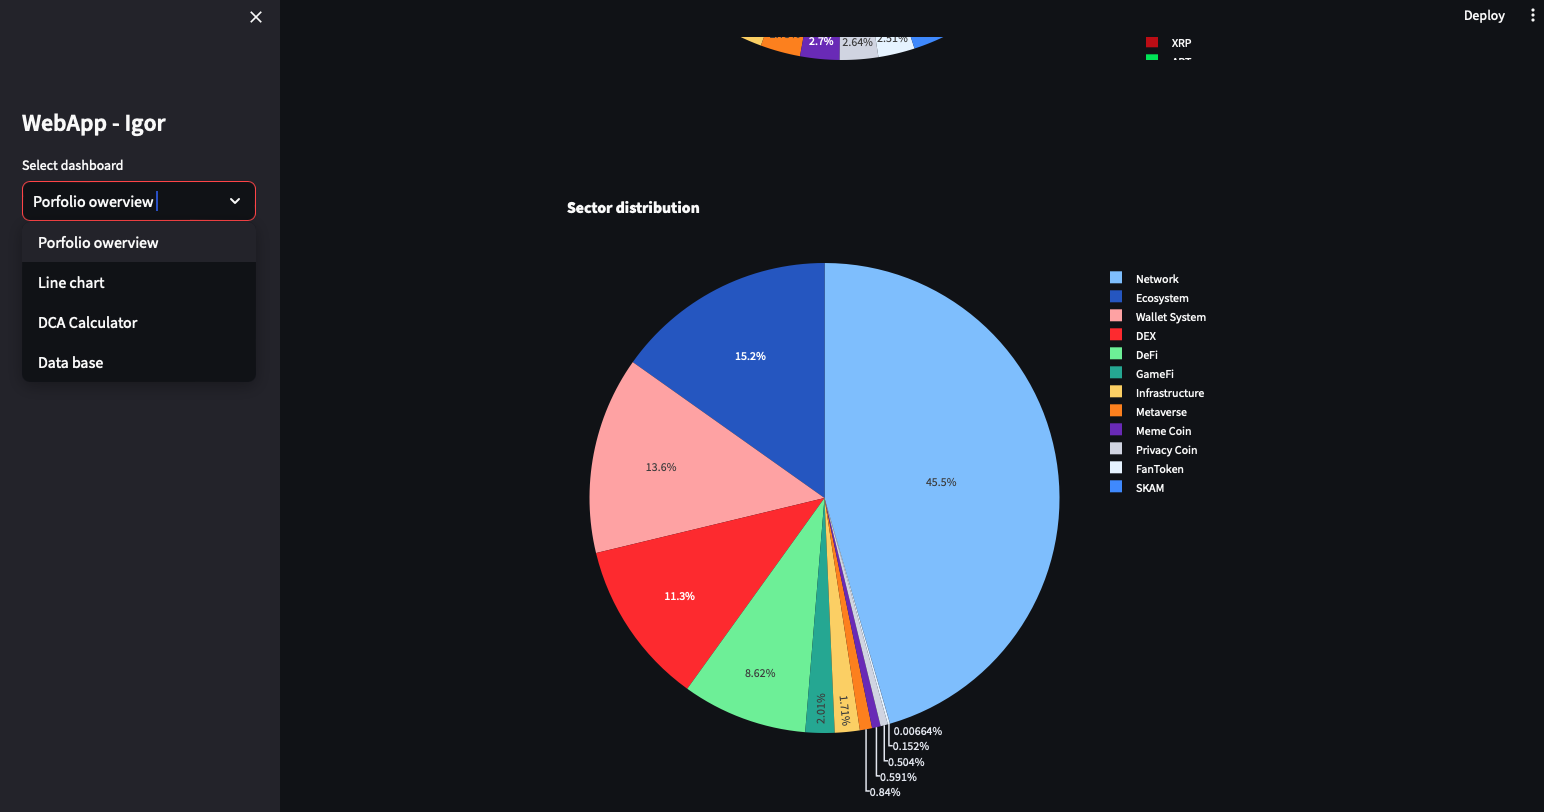 Deploy
WebApp - Igor
Select dashboard
Porfolio owerview
Porfolio owerview
Line chart
DCA Calculator
Data base
2.7%
2.64%
2.51%
XRP
Sector distribution
15.2%
13.6%
11.3%
8.62%
2.01%
1.71%
45.5%
0.00664%
0.152%
0.504%
0.591%
0.84%
Network
Ecosystem
Wallet System
DEX
DeFi
GameFi
Infrastructure
Metaverse
Meme Coin
Privacy Coin
FanToken
SKAM